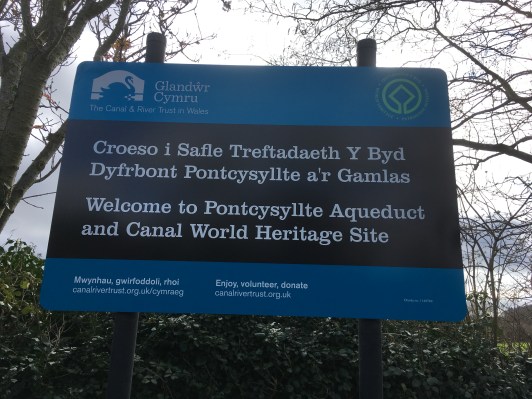 Glandŵr
Cymru
The Canal & River Trust in Wales
Croeso i Safle Treftadaeth Y Byd
Dyfrbont Pontcysyllte a'r Gamlas
Welcome to Pontcysyllte Aqueduct
and Canal World Heritage Site
Mwynhau, gwirfoddoli, rhoi
canalrivertrust.org.uk/cymraeg
Enjoy, volunteer, donate
canalrivertrust.org.uk